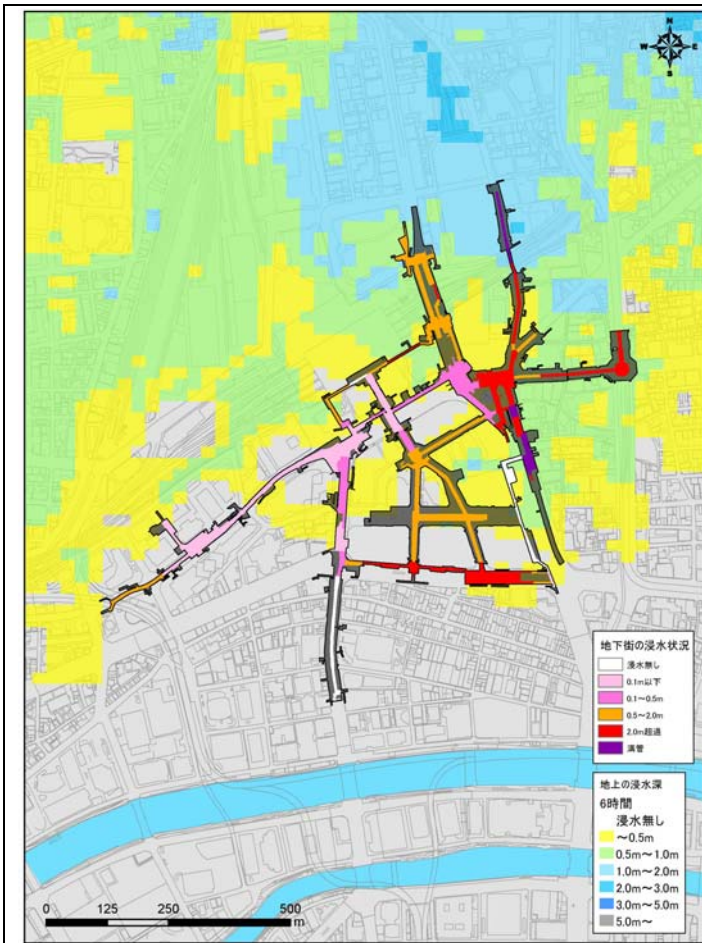 N
W E
S
地下街の浸水状況
浸水無し
0.1m以下
0.1～0.5m
0.5～2.0m
2.0m超過
満管
地上の浸水深
6時間
浸水無し
～0.5m
0.5m～1.0m
1.0m～2.0m
2.0m～3.0m
3.0m～5.0m
5.0m～
0 125 250 500
m